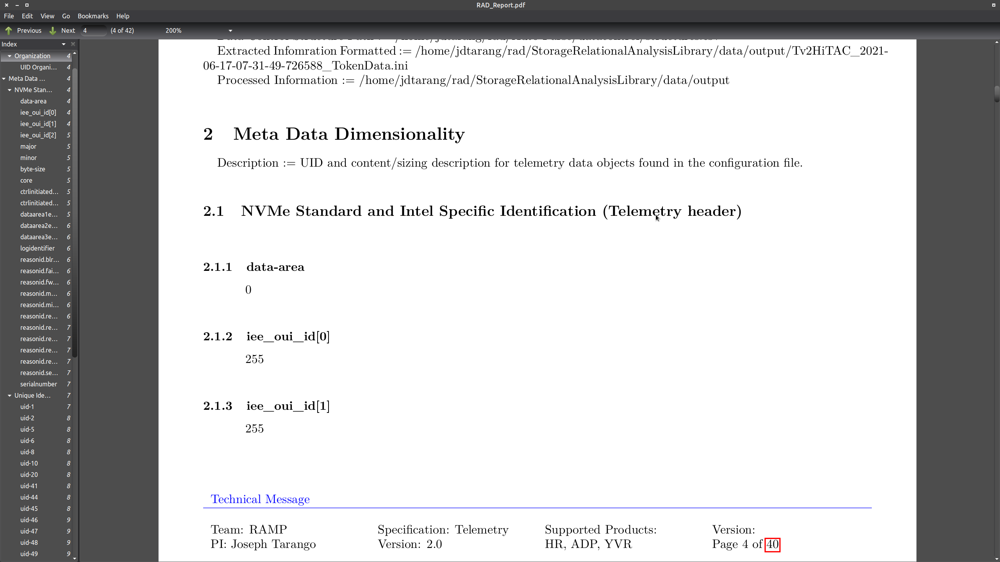 RAD_Report.pdf
File Edit View Go Bookmarks Help
Previous Next 4 (4 of 42) 200%
Index
Organization 4
UID Organi... 4
Meta Data ... 4
NVMe Stan... 4
data-area 4
iee_oui_id[0] 4
iee_oui_id[1] 4
iee_oui_id[2] 5
major 5
minor 5
byte-size 5
core 5
ctrlinitiated... 5
ctrlinitiated... 5
dataarea1e... 5
dataarea2e... 6
dataarea3e... 6
logidentifier 6
reasonid.blr... 6
reasonid.fai... 6
reasonid.fw... 6
reasonid.m... 6
reasonid.mi... 6
reasonid.re... 6
reasonid.re... 7
reasonid.re... 7
reasonid.re... 7
reasonid.re... 7
reasonid.se... 7
serialnumber 7
Unique Ide... 7
uid-1 7
uid-2 8
uid-5 8
uid-6 8
uid-8 8
uid-10 8
uid-20 8
uid-41 8
uid-44 8
uid-45 8
uid-46 9
uid-47 9
uid-48 9
uid-49 9
Extracted Infomration Formatted := /home/jdtarang/rad/StorageRelationalAnalysisLibrary/data/output/Tv2HiTAC_2021-
06-17-07-31-49-726588_TokenData.ini
Processed Information := /home/jdtarang/rad/StorageRelationalAnalysisLibrary/data/output
2 Meta Data Dimensionality
Description := UID and content/sizing description for telemetry data objects found in the configuration file.
2.1 NVMe Standard and Intel Specific Identification (Telemetry header)
2.1.1 data-area
0
2.1.2 iee_oui_id[0]
255
2.1.3 iee_oui_id[1]
255
Technical Message
Team: RAMP Specification: Telemetry Supported Products: Version:
PI: Joseph Tarango Version: 2.0 HR, ADP, YVR Page 4 of 40